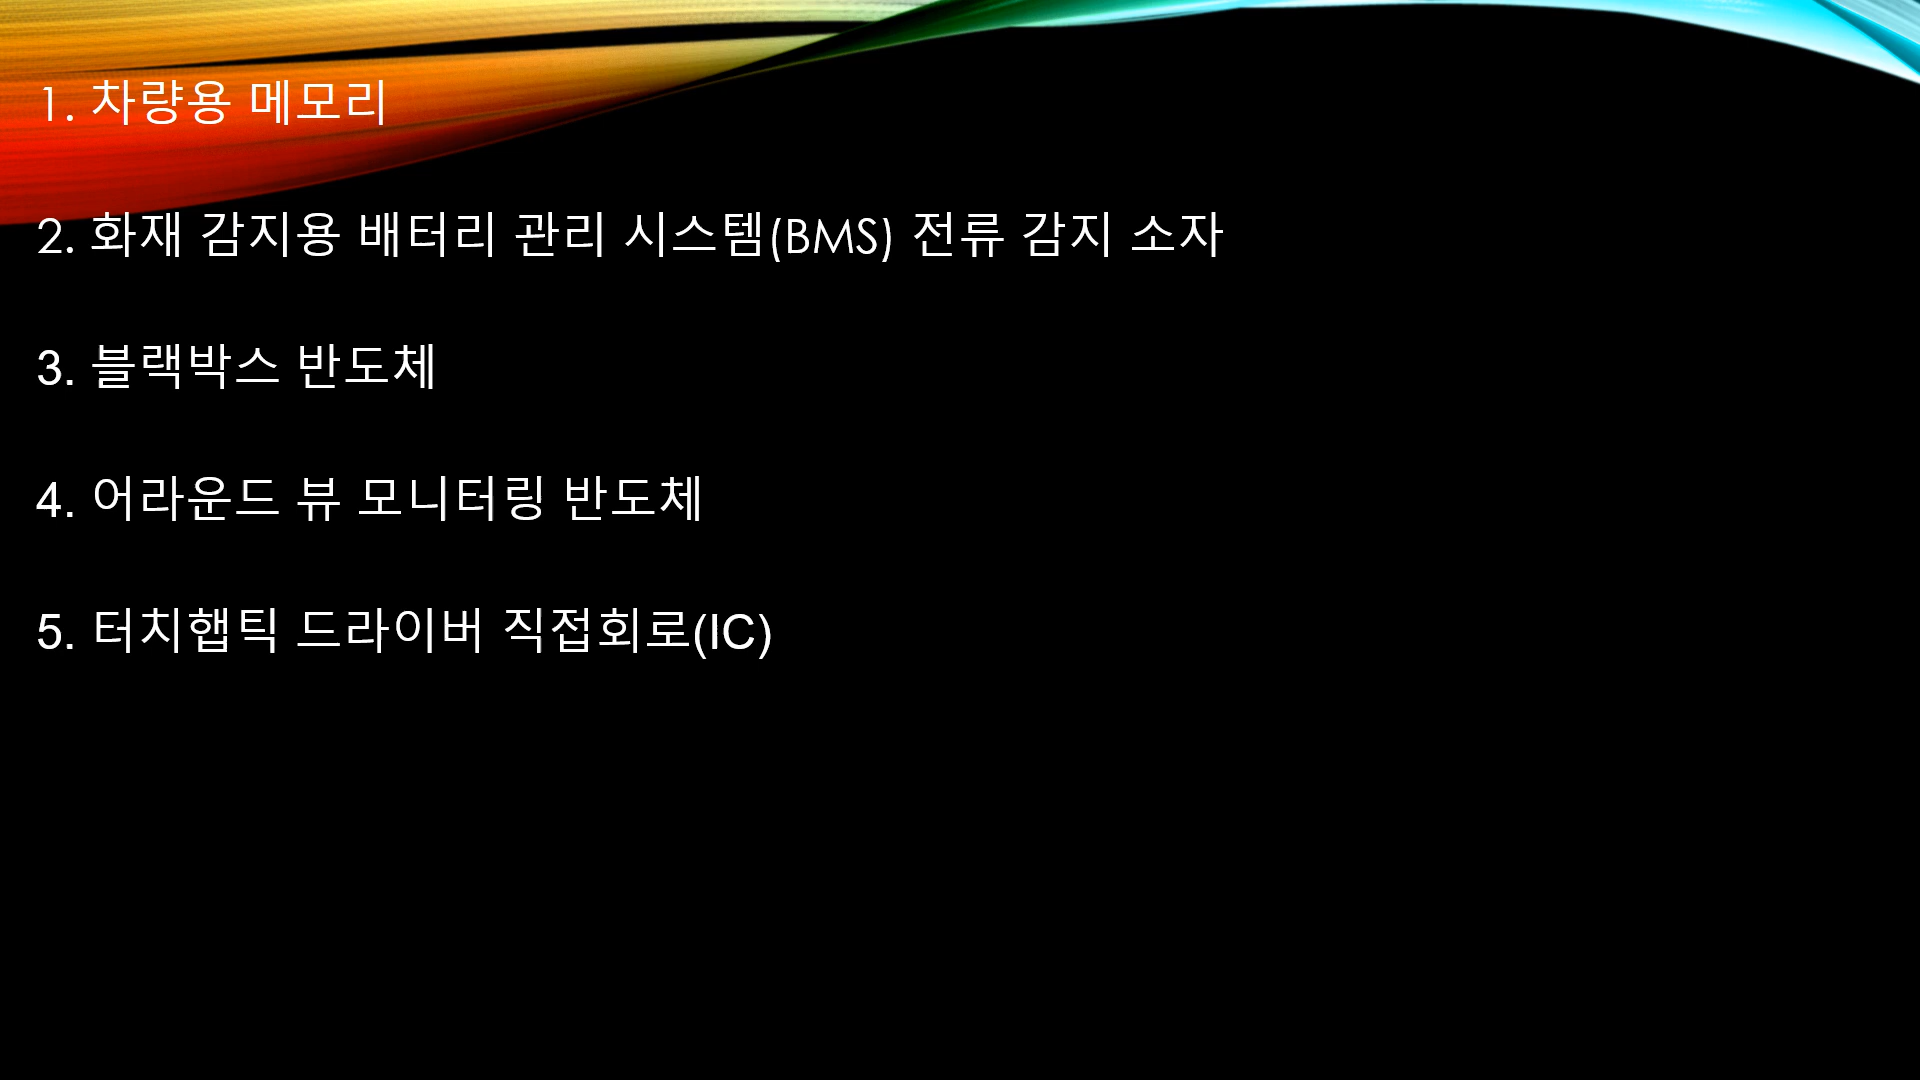 1. 차량용 메모리
2. 화재 감지용 배터리 관리 시스템(BMS) 전류 감지 소자
3. 블랙박스 반도체
4. 어라운드 뷰 모니터링 반도체
5. 터치햅틱 드라이버 직접회로(IC)